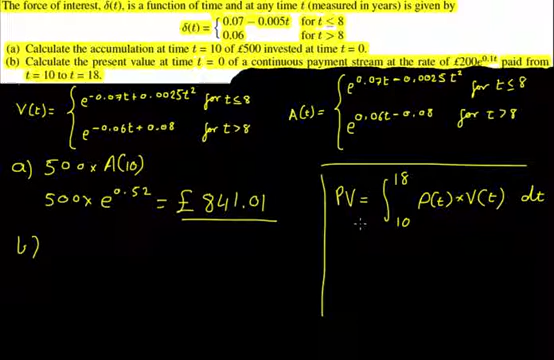 The force of interest, δ(t), is a function of time and at any time t (measured in years) is given by
δ(t) = { 0.07 − 0.005t for t ≤ 8
0.06 for t > 8
(a) Calculate the accumulation at time t = 10 of £500 invested at time t = 0.
(b) Calculate the present value at time t = 0 of a continuous payment stream at the rate of £200e^{0.1t} paid from
t = 10 to t = 18.
V(t) = { e^{-0.07t+0.0025t²} for t≤8
e^{-0.06t+0.08} for t>8
A(t) = { e^{0.07t-0.0025t²} for t≤8
e^{0.06t-0.08} for t>8
a) 500 × A(10)
500 × e^{0.52} = £841.01
b)
PV = ∫_{10}^{18} ρ(t) × V(t) dt